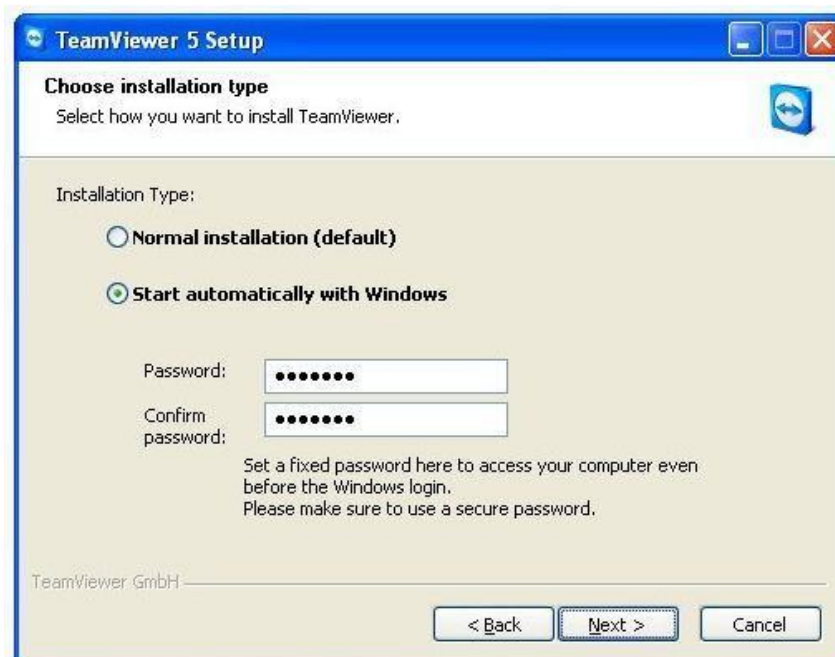 TeamViewer 5 Setup
Choose installation type
Select how you want to install TeamViewer.
Installation Type:
Normal installation (default)
Start automatically with Windows
Password: •••••••
Confirm
password: •••••••
Set a fixed password here to access your computer even
before the Windows login.
Please make sure to use a secure password.
TeamViewer GmbH
< Back Next > Cancel